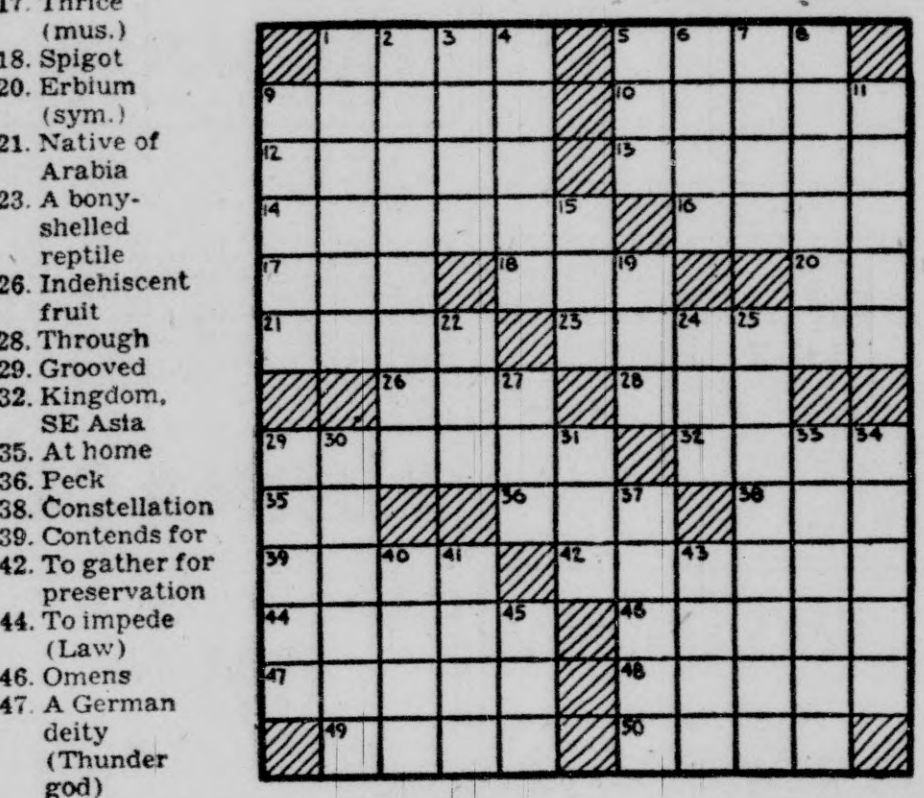 17. Thrice
(mus.)
18. Spigot
20. Erbium
(sym.)
21. Native of
Arabia
23. A bony-
shelled
reptile
26. Indehiscent
fruit
28. Through
29. Grooved
32. Kingdom,
SE Asia
35. At home
36. Peck
38. Constellation
39. Contends for
42. To gather for
preservation
44. To impede
(Law)
46. Omens
47. A German
deity
(Thunder
god)
1 2 3 4 5 6 7 8
9 10 11
12 13
14 15 16
17 18 19 20
21 22 23 24 25
26 27 28
29 30 31 32 33 34
35 36 37 38
39 40 41 42 43
44 45 46
47 48
49 50